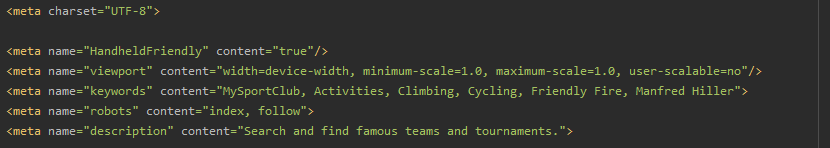 <meta charset="UTF-8">
<meta name="HandheldFriendly" content="true"/>
<meta name="viewport" content="width=device-width, minimum-scale=1.0, maximum-scale=1.0, user-scalable=no"/>
<meta name="keywords" content="MySportClub, Activities, Climbing, Cycling, Friendly Fire, Manfred Hiller">
<meta name="robots" content="index, follow">
<meta name="description" content="Search and find famous teams and tournaments.">